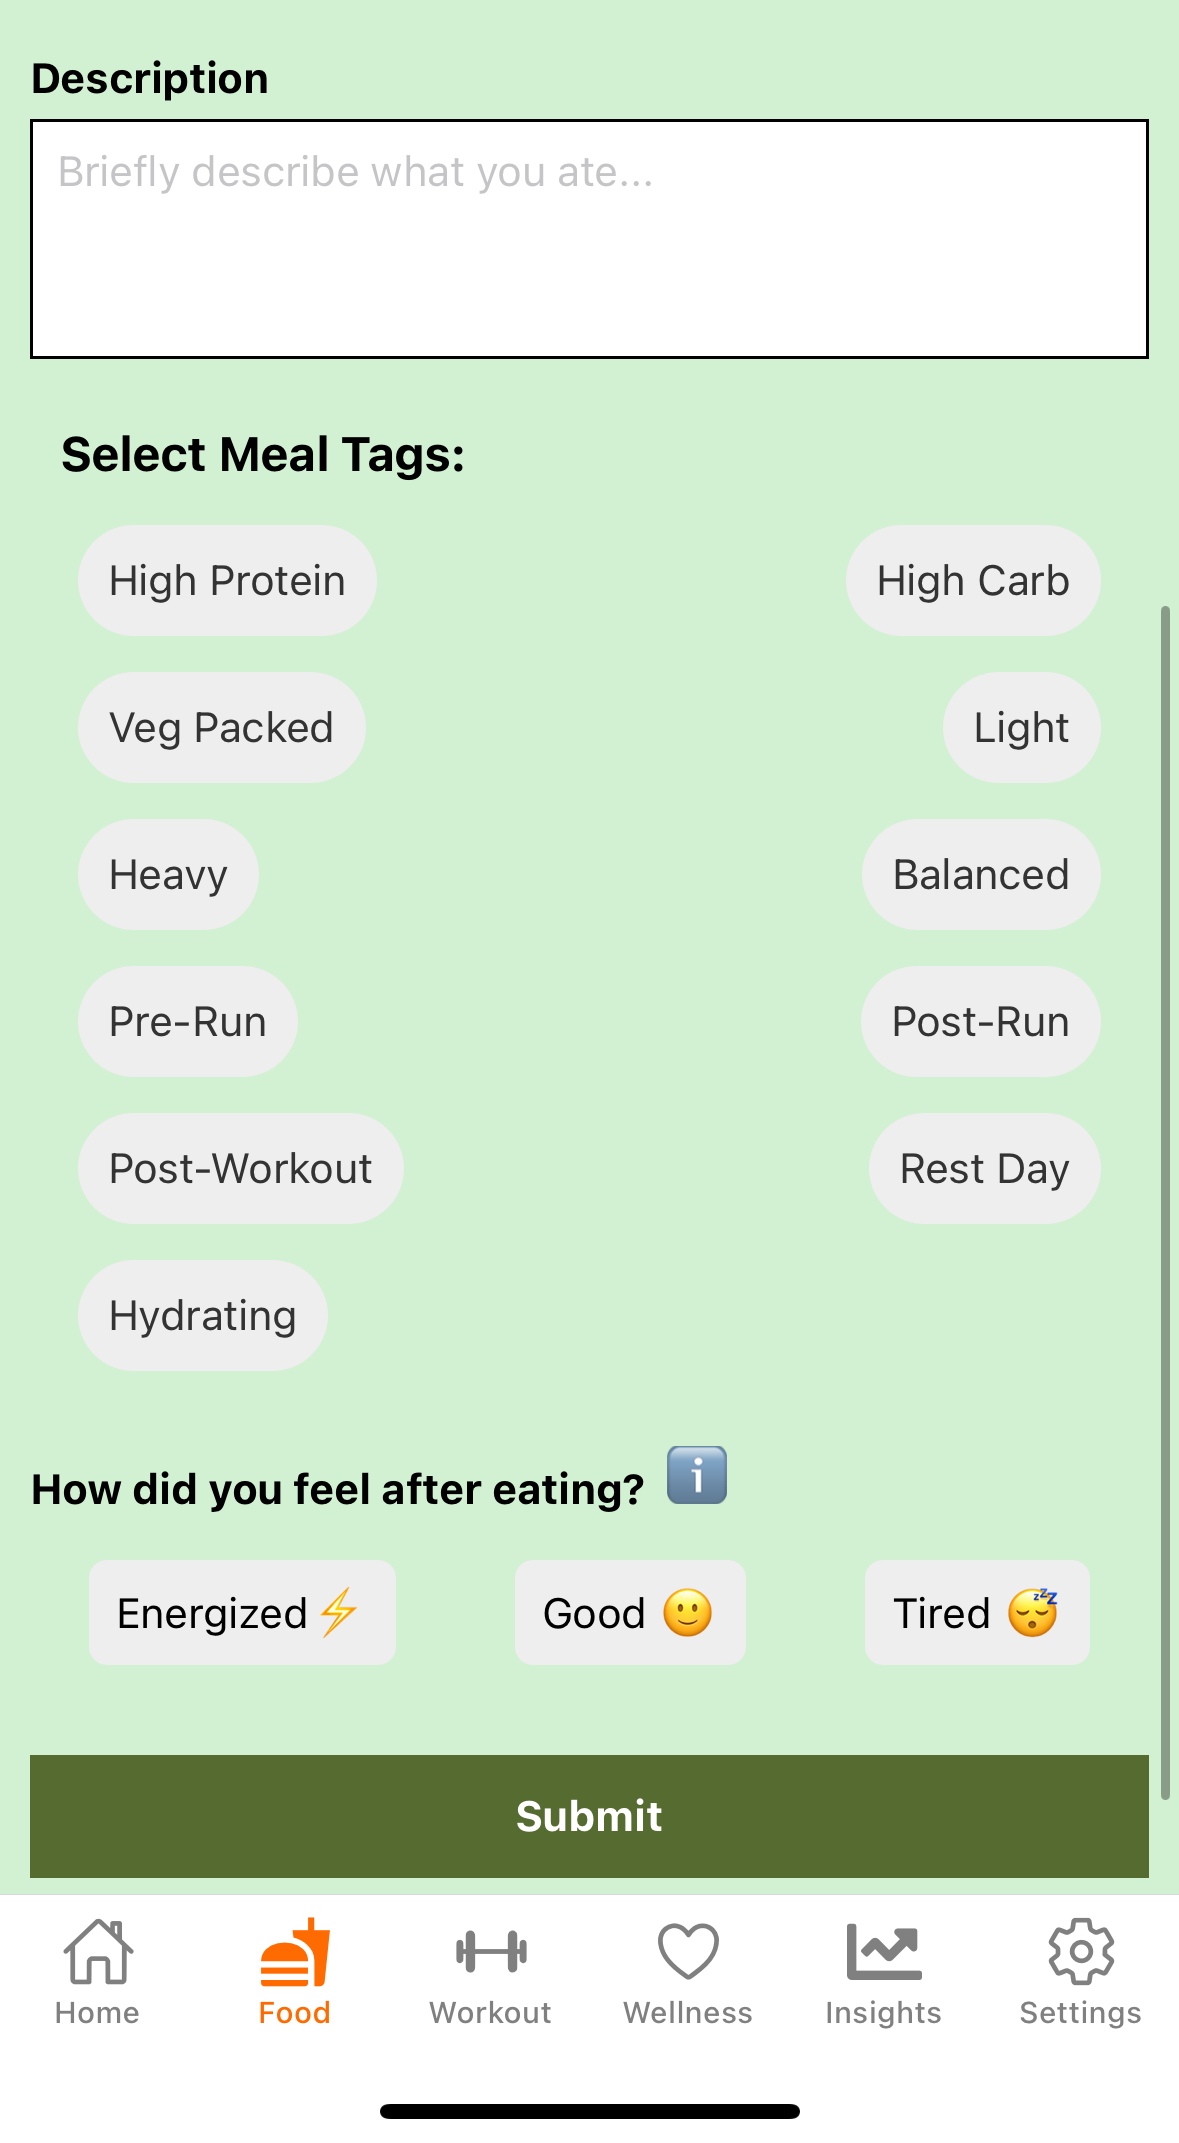 Description
Briefly describe what you ate...
Select Meal Tags:
High Protein
High Carb
Veg Packed
Light
Heavy
Balanced
Pre-Run
Post-Run
Post-Workout
Rest Day
Hydrating
How did you feel after eating? ℹ️
Energized⚡
Good 🙂
Tired 😴
Submit
Home
Food
Workout
Wellness
Insights
Settings